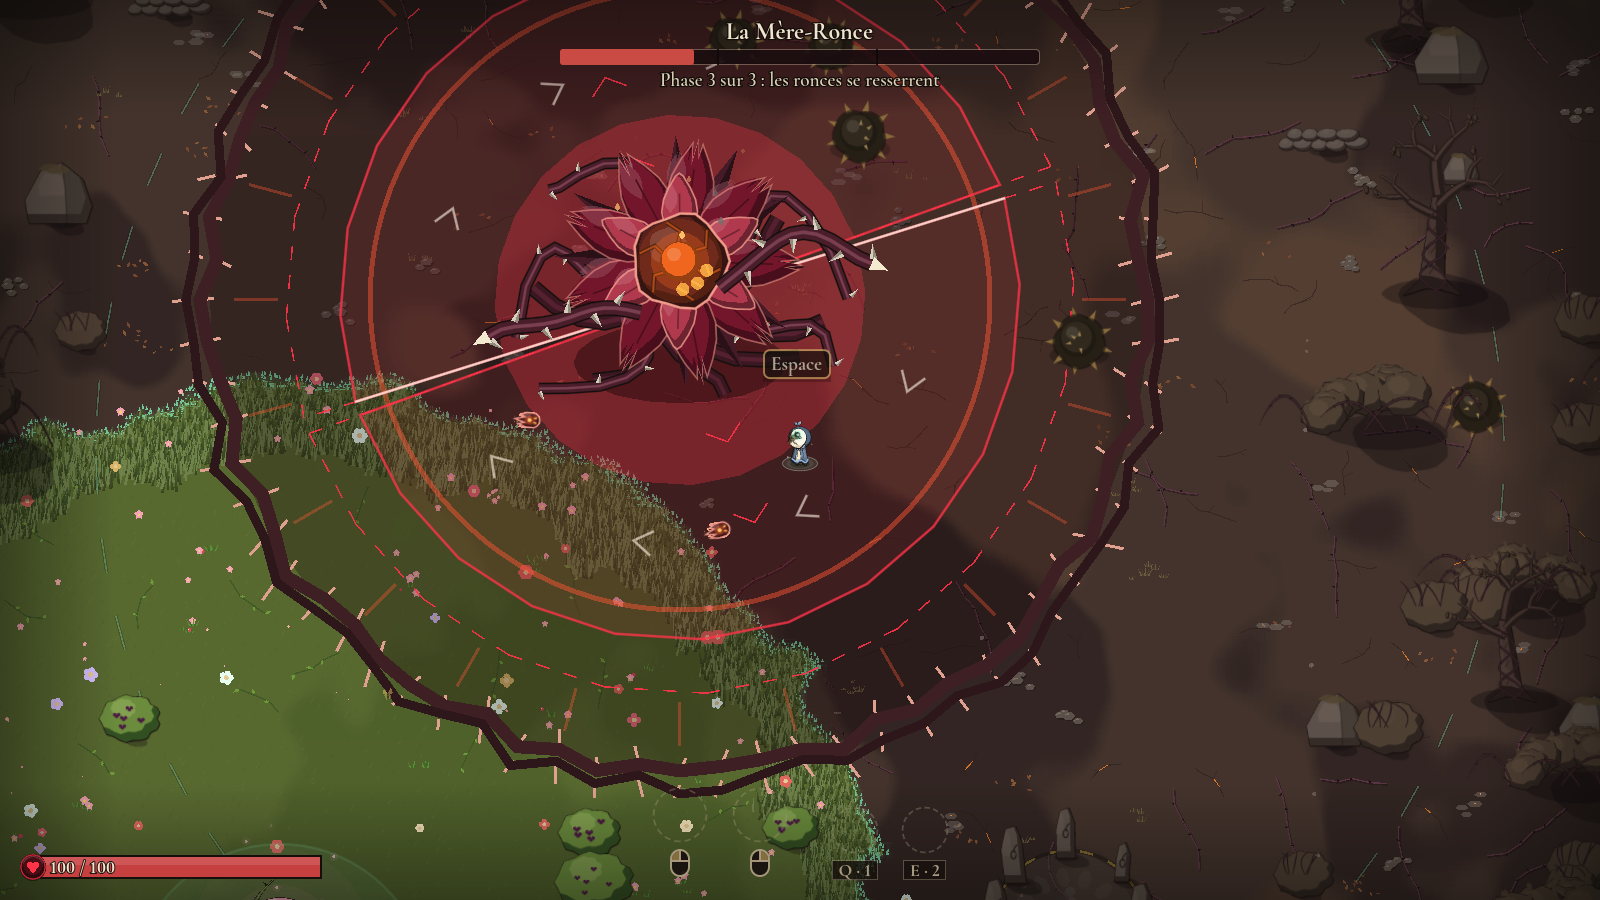 La Mère-Ronce
Phase 3 sur 3 : les ronces se resserrent
Espace
100 / 100
Q · 1
E · 2